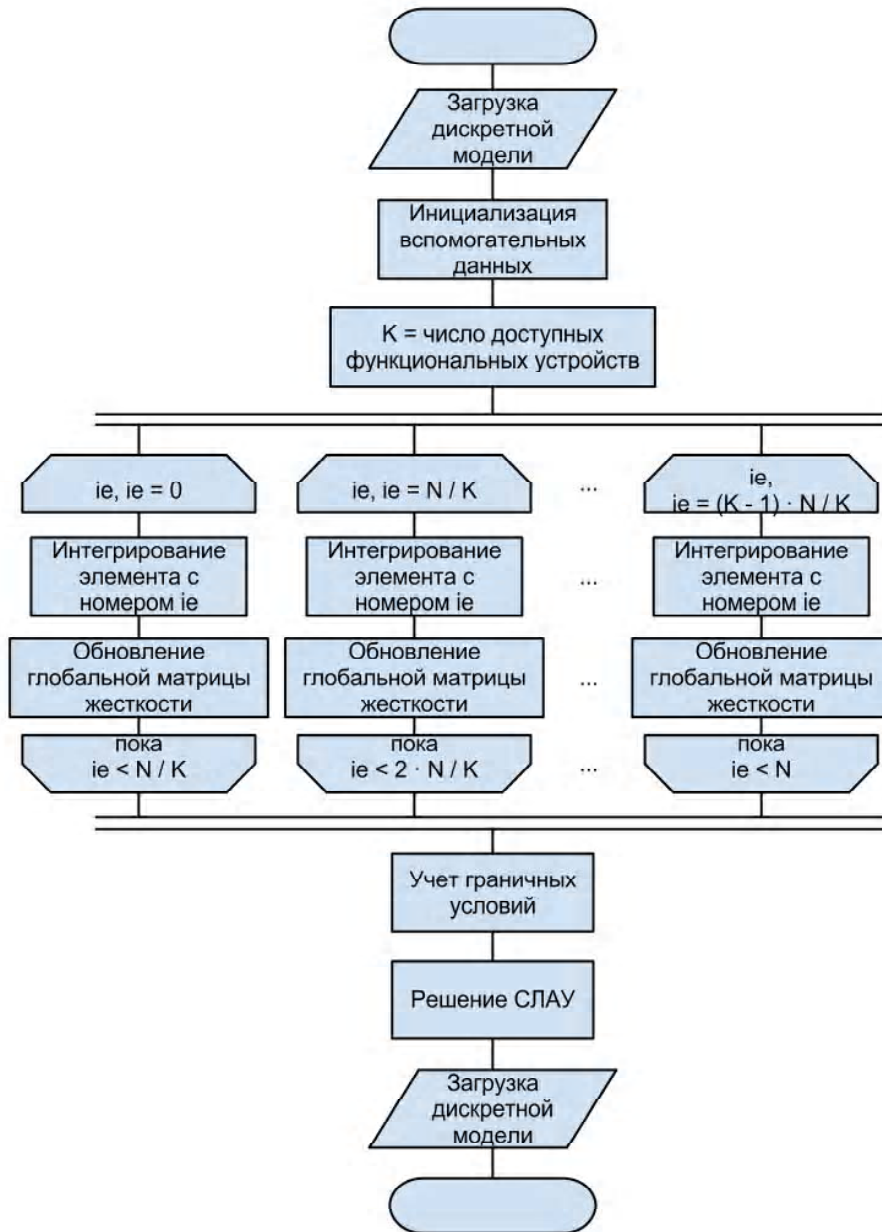 Загрузка
дискретной
модели
Инициализация
вспомогательных
данных
K = число доступных
функциональных устройств
ie, ie = 0
ie, ie = N / K
...
ie,
ie = (K - 1) · N / K
Интегрирование
элемента с
номером ie
Интегрирование
элемента с
номером ie
...
Интегрирование
элемента с
номером ie
Обновление
глобальной матрицы
жесткости
Обновление
глобальной матрицы
жесткости
...
Обновление
глобальной матрицы
жесткости
пока
ie < N / K
пока
ie < 2 · N / K
...
пока
ie < N
Учет граничных
условий
Решение СЛАУ
Загрузка
дискретной
модели